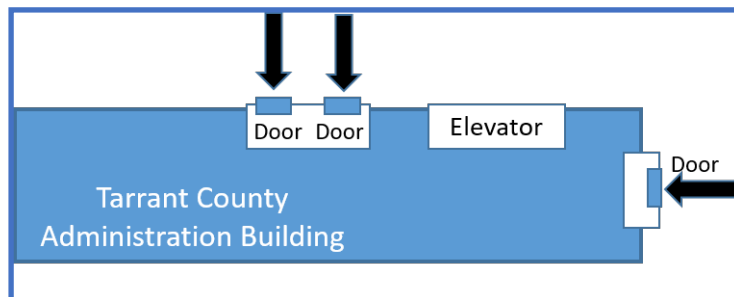 Door Door
Elevator
Door
Tarrant County
Administration Building